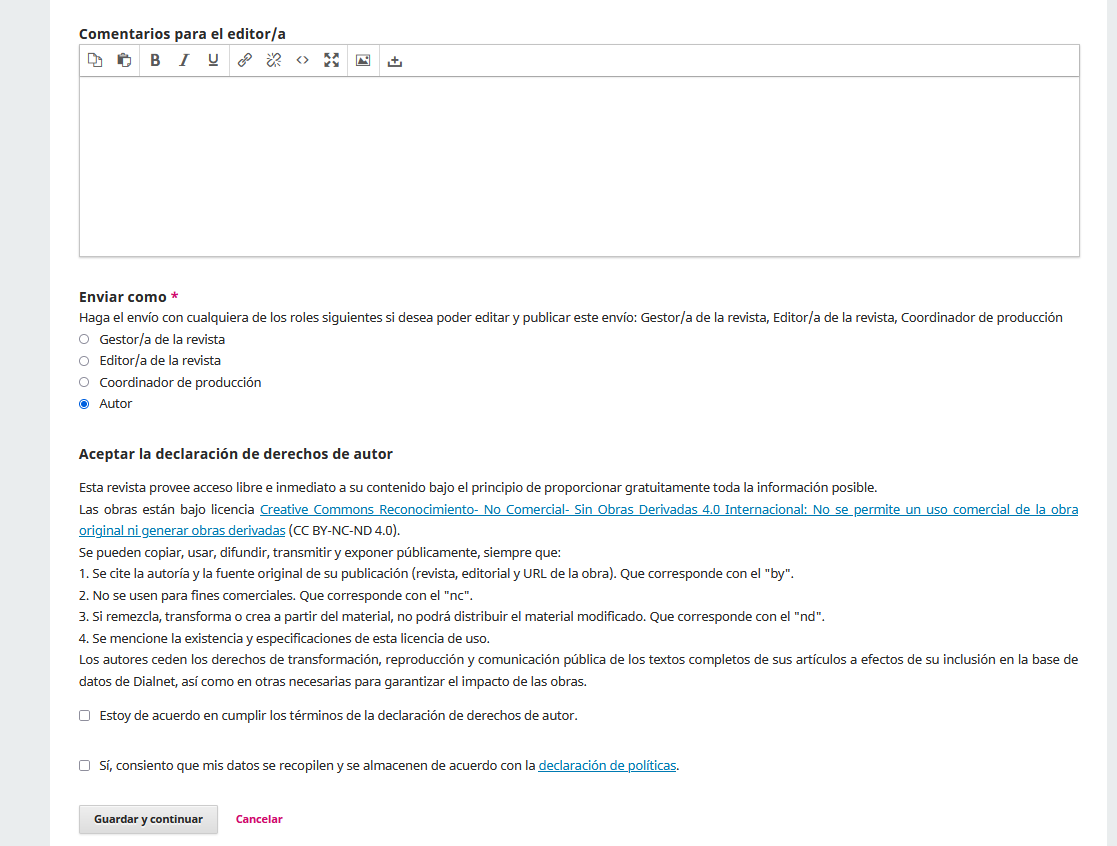 Comentarios para el editor/a
B I U
Enviar como *
Haga el envío con cualquiera de los roles siguientes si desea poder editar y publicar este envío: Gestor/a de la revista, Editor/a de la revista, Coordinador de producción
Gestor/a de la revista
Editor/a de la revista
Coordinador de producción
Autor
Aceptar la declaración de derechos de autor
Esta revista provee acceso libre e inmediato a su contenido bajo el principio de proporcionar gratuitamente toda la información posible.
Las obras están bajo licencia Creative Commons Reconocimiento- No Comercial- Sin Obras Derivadas 4.0 Internacional: No se permite un uso comercial de la obra
original ni generar obras derivadas (CC BY-NC-ND 4.0).
Se pueden copiar, usar, difundir, transmitir y exponer públicamente, siempre que:
1. Se cite la autoría y la fuente original de su publicación (revista, editorial y URL de la obra). Que corresponde con el "by".
2. No se usen para fines comerciales. Que corresponde con el "nc".
3. Si remezcla, transforma o crea a partir del material, no podrá distribuir el material modificado. Que corresponde con el "nd".
4. Se mencione la existencia y especificaciones de esta licencia de uso.
Los autores ceden los derechos de transformación, reproducción y comunicación pública de los textos completos de sus artículos a efectos de su inclusión en la base de
datos de Dialnet, así como en otras necesarias para garantizar el impacto de las obras.
Estoy de acuerdo en cumplir los términos de la declaración de derechos de autor.
Sí, consiento que mis datos se recopilen y se almacenen de acuerdo con la declaración de políticas.
Guardar y continuar Cancelar